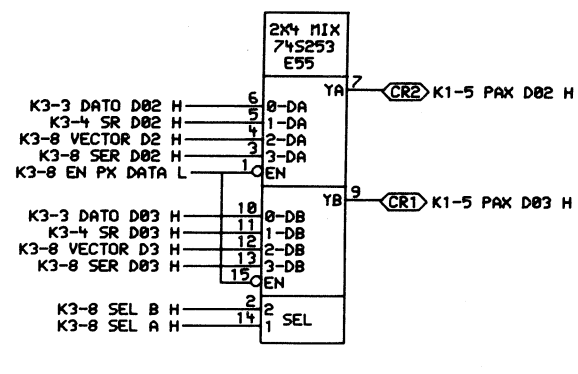 2X4 MIX
74S253
E55
YA 7 CR2 K1-5 PAX D02 H
K3-3 DATO D02 H 6 0-DA
K3-4 SR D02 H 5 1-DA
K3-8 VECTOR D2 H 4 2-DA
K3-8 SER D02 H 3 3-DA
K3-8 EN PX DATA L 1 EN
YB 9 CR1 K1-5 PAX D03 H
K3-3 DATO D03 H 10 0-DB
K3-4 SR D03 H 11 1-DB
K3-8 VECTOR D3 H 12 2-DB
K3-8 SER D03 H 13 3-DB
15 EN
K3-8 SEL B H 2 2
SEL
K3-8 SEL A H 14 1